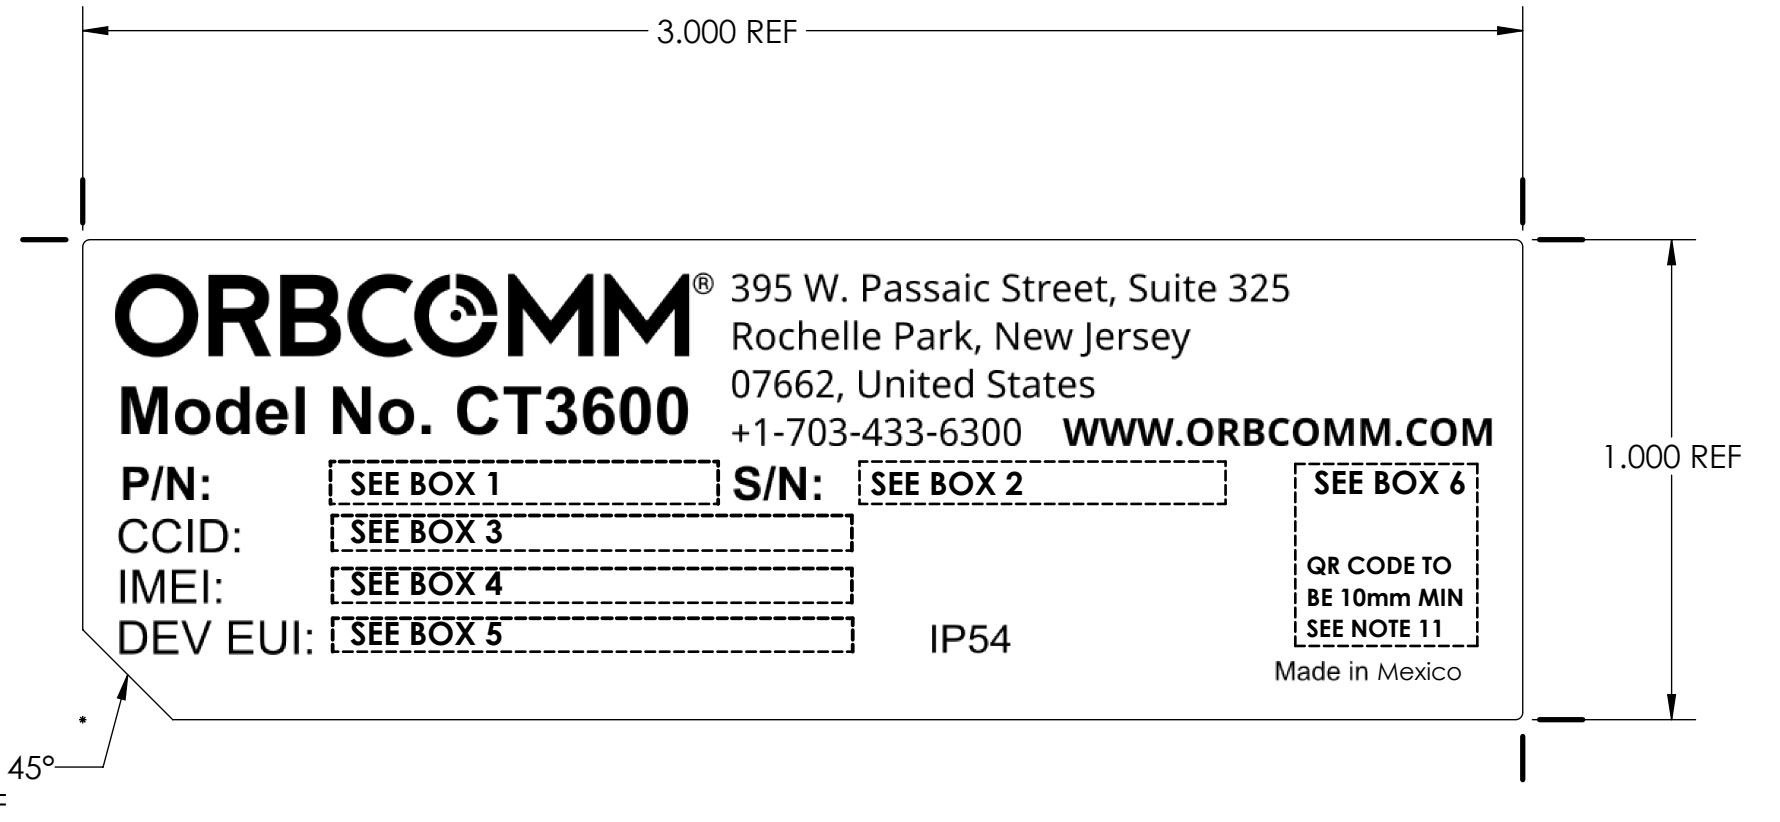 3.000 REF
ORBCOMM® 395 W. Passaic Street, Suite 325
Rochelle Park, New Jersey
07662, United States
Model No. CT3600
+1-703-433-6300 WWW.ORBCOMM.COM
P/N: SEE BOX 1 S/N: SEE BOX 2
CCID: SEE BOX 3
IMEI: SEE BOX 4
DEV EUI: SEE BOX 5 IP54
SEE BOX 6
QR CODE TO
BE 10mm MIN
SEE NOTE 11
Made in Mexico
1.000 REF
*
45°